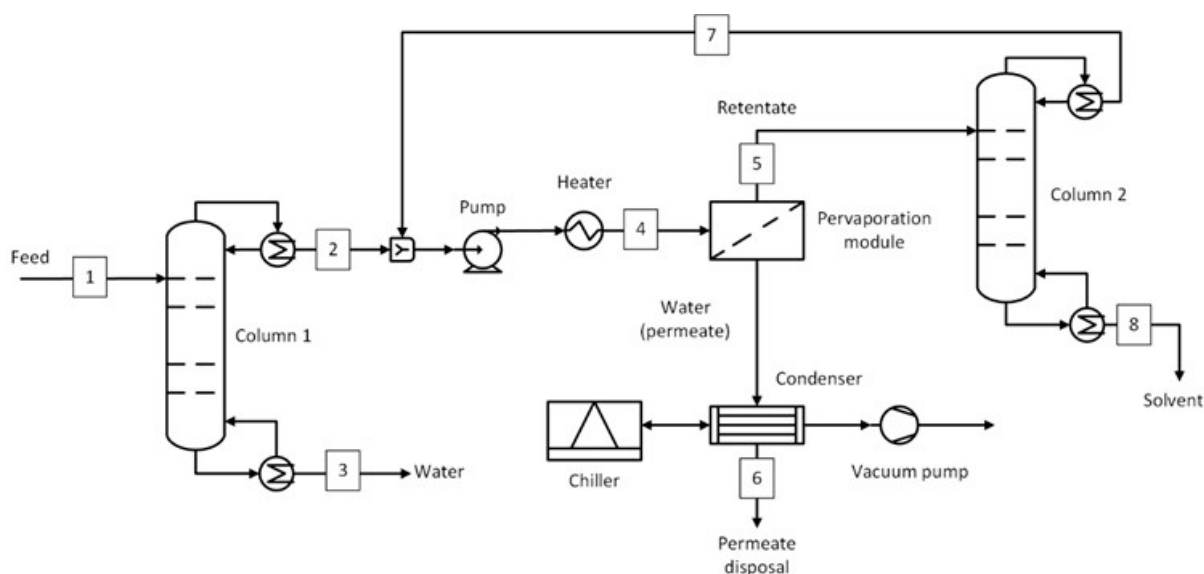 7
Retentate
5
Heater
Column 2
Pump
Pervaporation
module
4
Feed
2
Y
1
Water
(permeate)
8
Column 1
Condenser
Solvent
3
Water
Chiller
6
Vacuum pump
Permeate
disposal